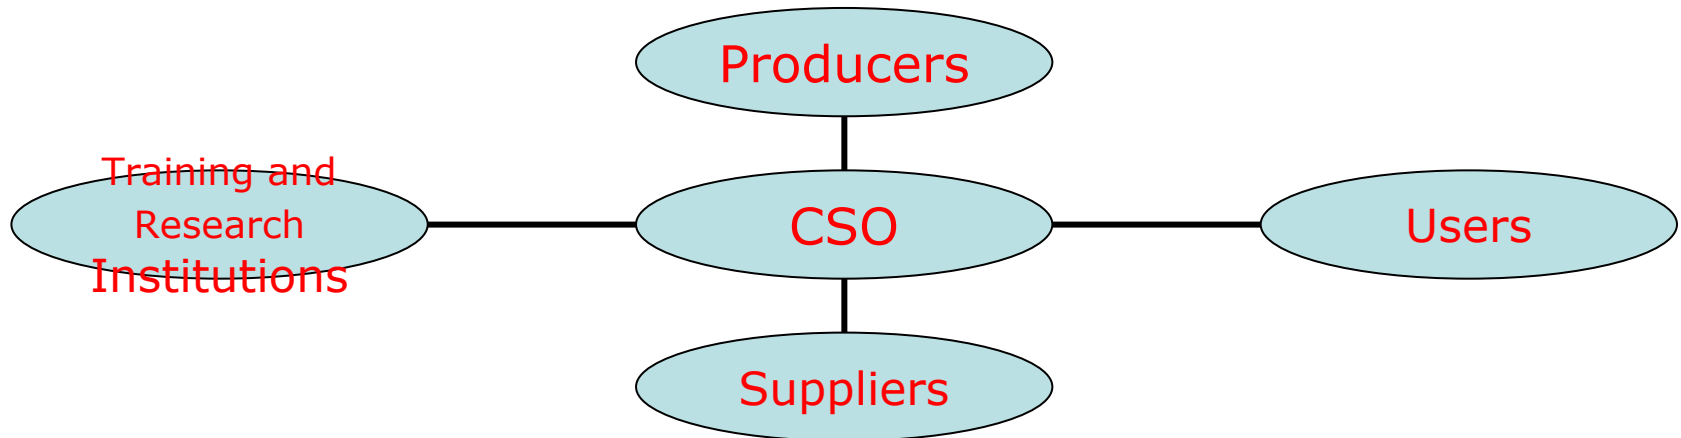 Producers
Training and
Research
Institutions
CSO
Users
Suppliers